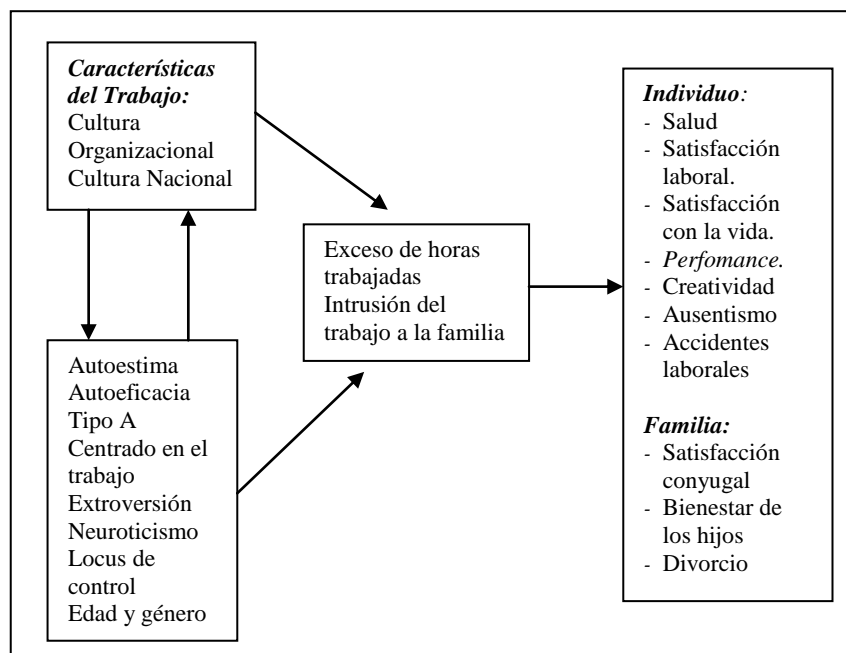 Características
del Trabajo:
Cultura
Organizacional
Cultura Nacional
Autoestima
Autoeficacia
Tipo A
Centrado en el
trabajo
Extroversión
Neuroticismo
Locus de
control
Edad y género
Exceso de horas
trabajadas
Intrusión del
trabajo a la familia
Individuo:
- Salud
- Satisfacción
laboral.
- Satisfacción
con la vida.
- Perfomance.
- Creatividad
- Ausentismo
- Accidentes
laborales
Familia:
- Satisfacción
conyugal
- Bienestar de
los hijos
- Divorcio